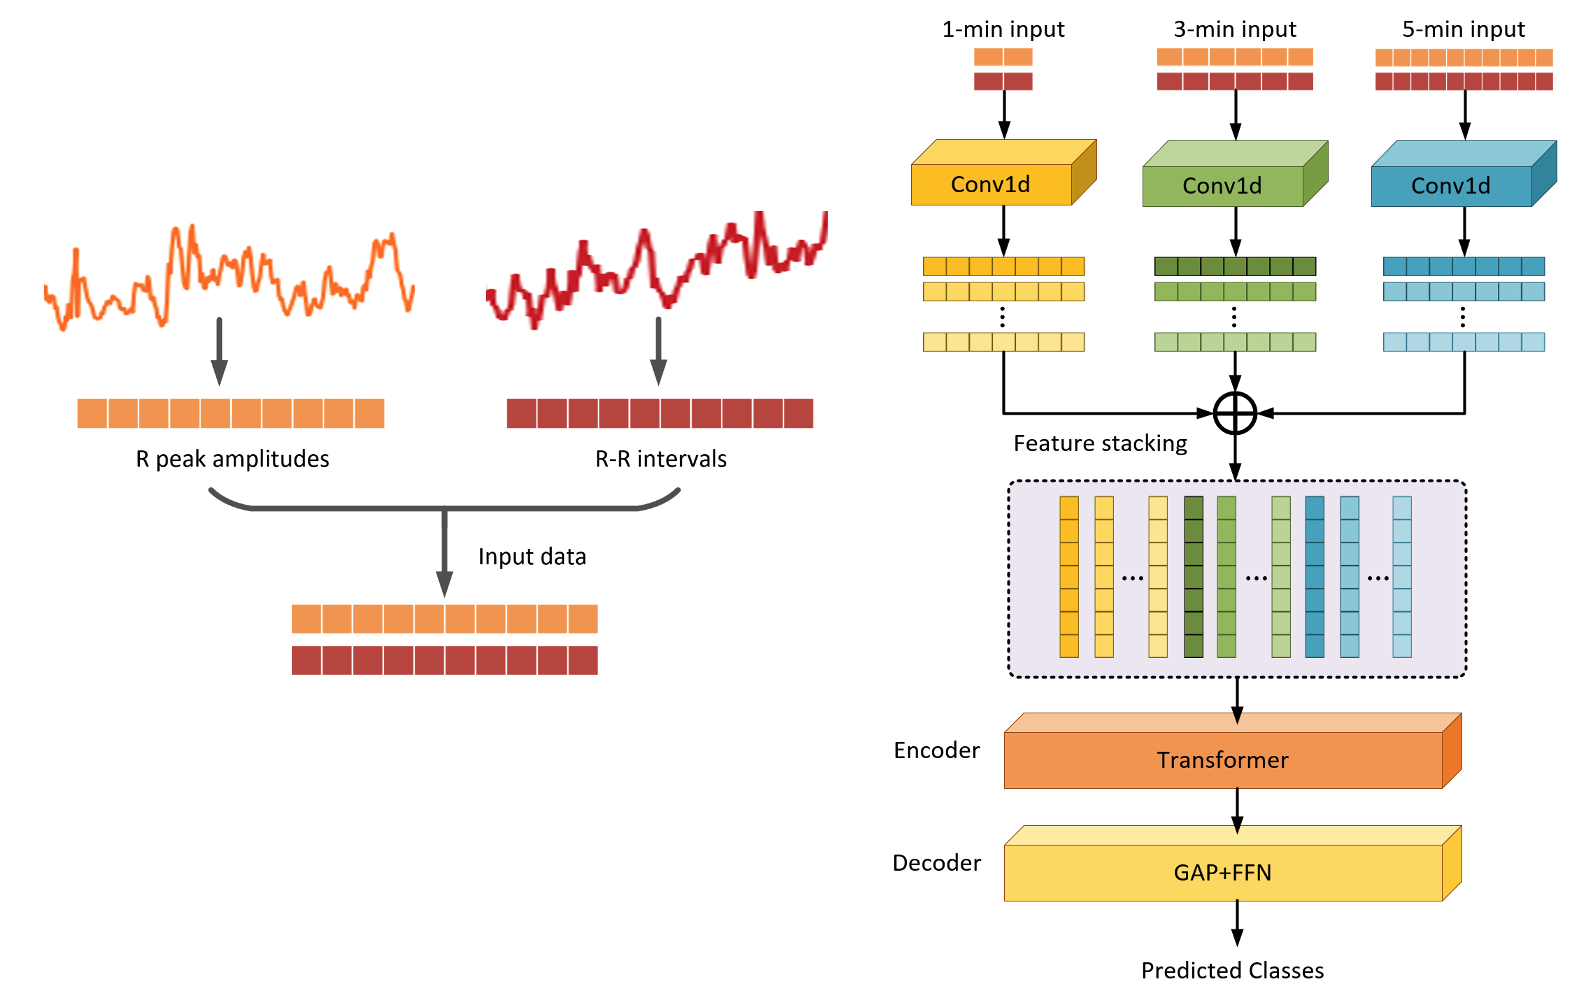 R peak amplitudes
R-R intervals
Input data
1-min input
3-min input
5-min input
Conv1d
Conv1d
Conv1d
Feature stacking
Encoder
Transformer
Decoder
GAP+FFN
Predicted Classes